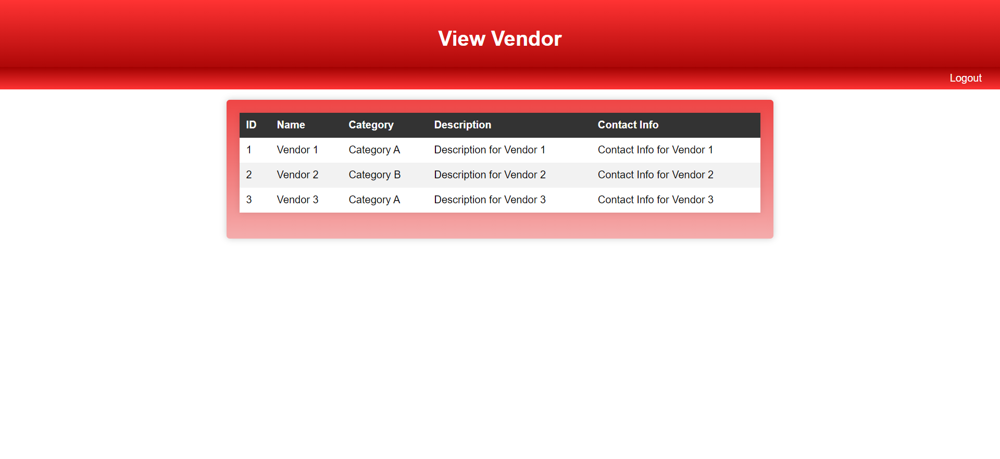 View Vendor
Logout
ID Name Category Description Contact Info
1 Vendor 1 Category A Description for Vendor 1 Contact Info for Vendor 1
2 Vendor 2 Category B Description for Vendor 2 Contact Info for Vendor 2
3 Vendor 3 Category A Description for Vendor 3 Contact Info for Vendor 3